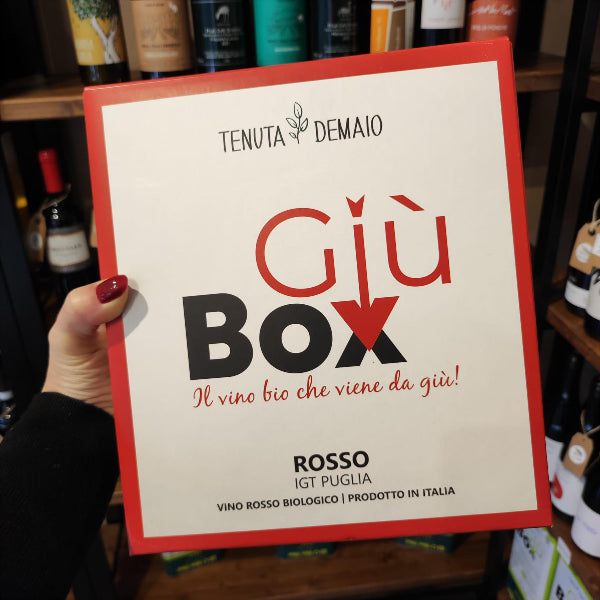 TENUTA DEMAIO
Giù
BOX
Il vino bio che viene da giù!
ROSSO
IGT PUGLIA
VINO ROSSO BIOLOGICO | PRODOTTO IN ITALIA